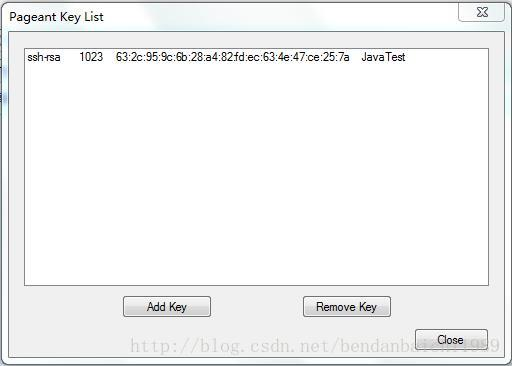 Pageant Key List
ssh-rsa 1023 63:2c:95:9c:6b:28:a4:82:fd:ec:63:4e:47:ce:25:7a JavaTest
Add Key
Remove Key
Close
http://blog.csdn.net/